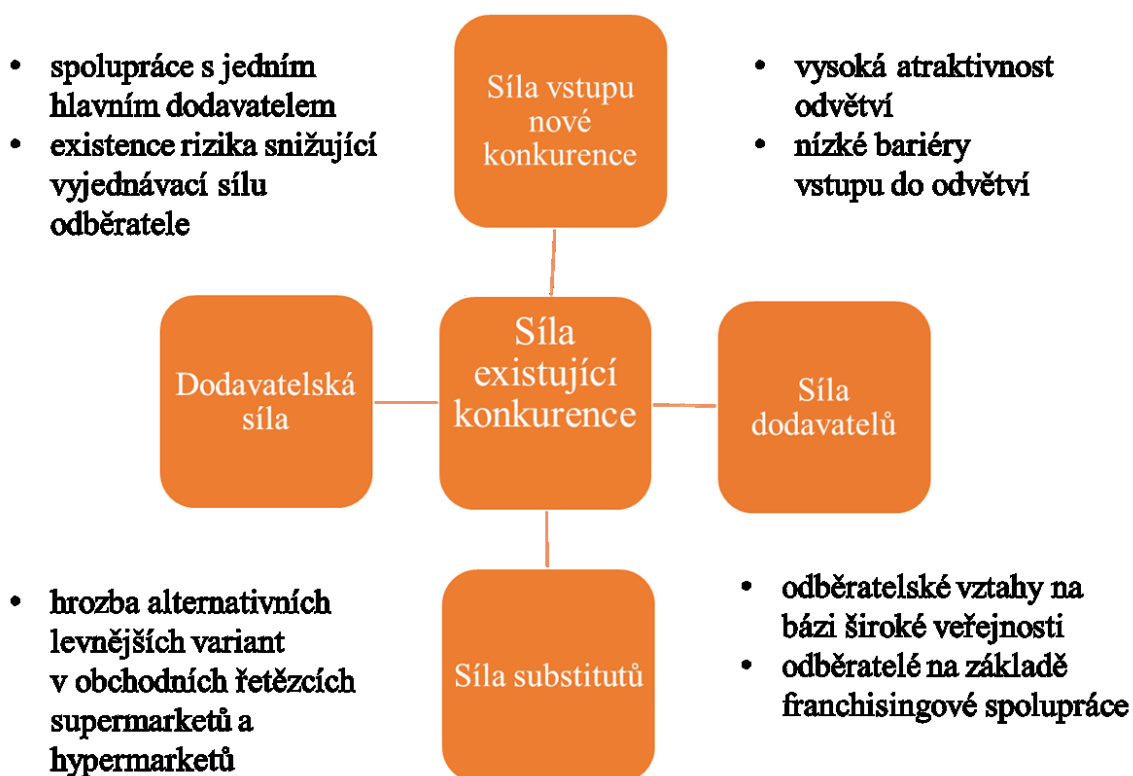 • spolupráce s jedním
hlavním dodavatelem
• existence rizika snižující
vyjednávací sílu
odběratele
Síla vstupu
nové
konkurence
• vysoká atraktivnost
odvětví
• nízké bariéry
vstupu do odvětví
Dodavatelská
síla
Síla
existující
konkurence
Síla
dodavatelů
• hrozba alternativních
levnějších variant
v obchodních řetězcích
supermarketů a
hypermarketů
Síla substitutů
• odběratelské vztahy na
bázi široké veřejnosti
• odběratelé na základě
franchisingové spolupráce